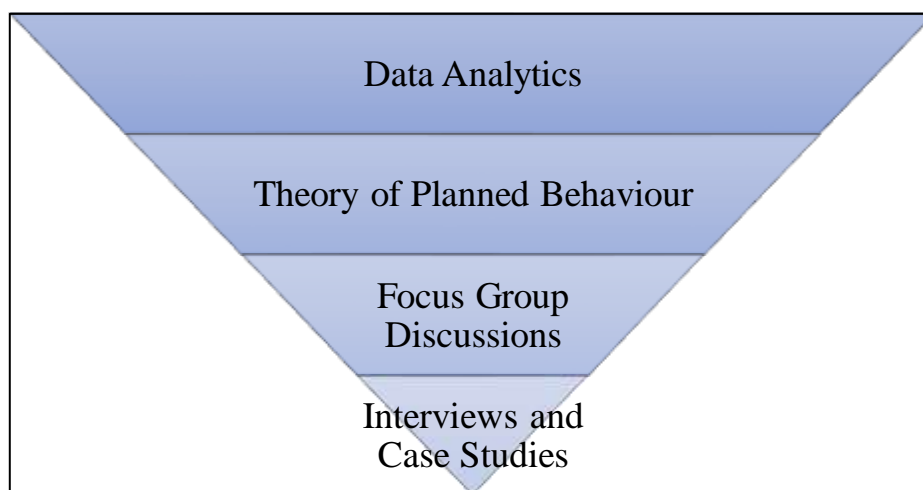 Data Analytics
Theory of Planned Behaviour
Focus Group
Discussions
Interviews and
Case Studies